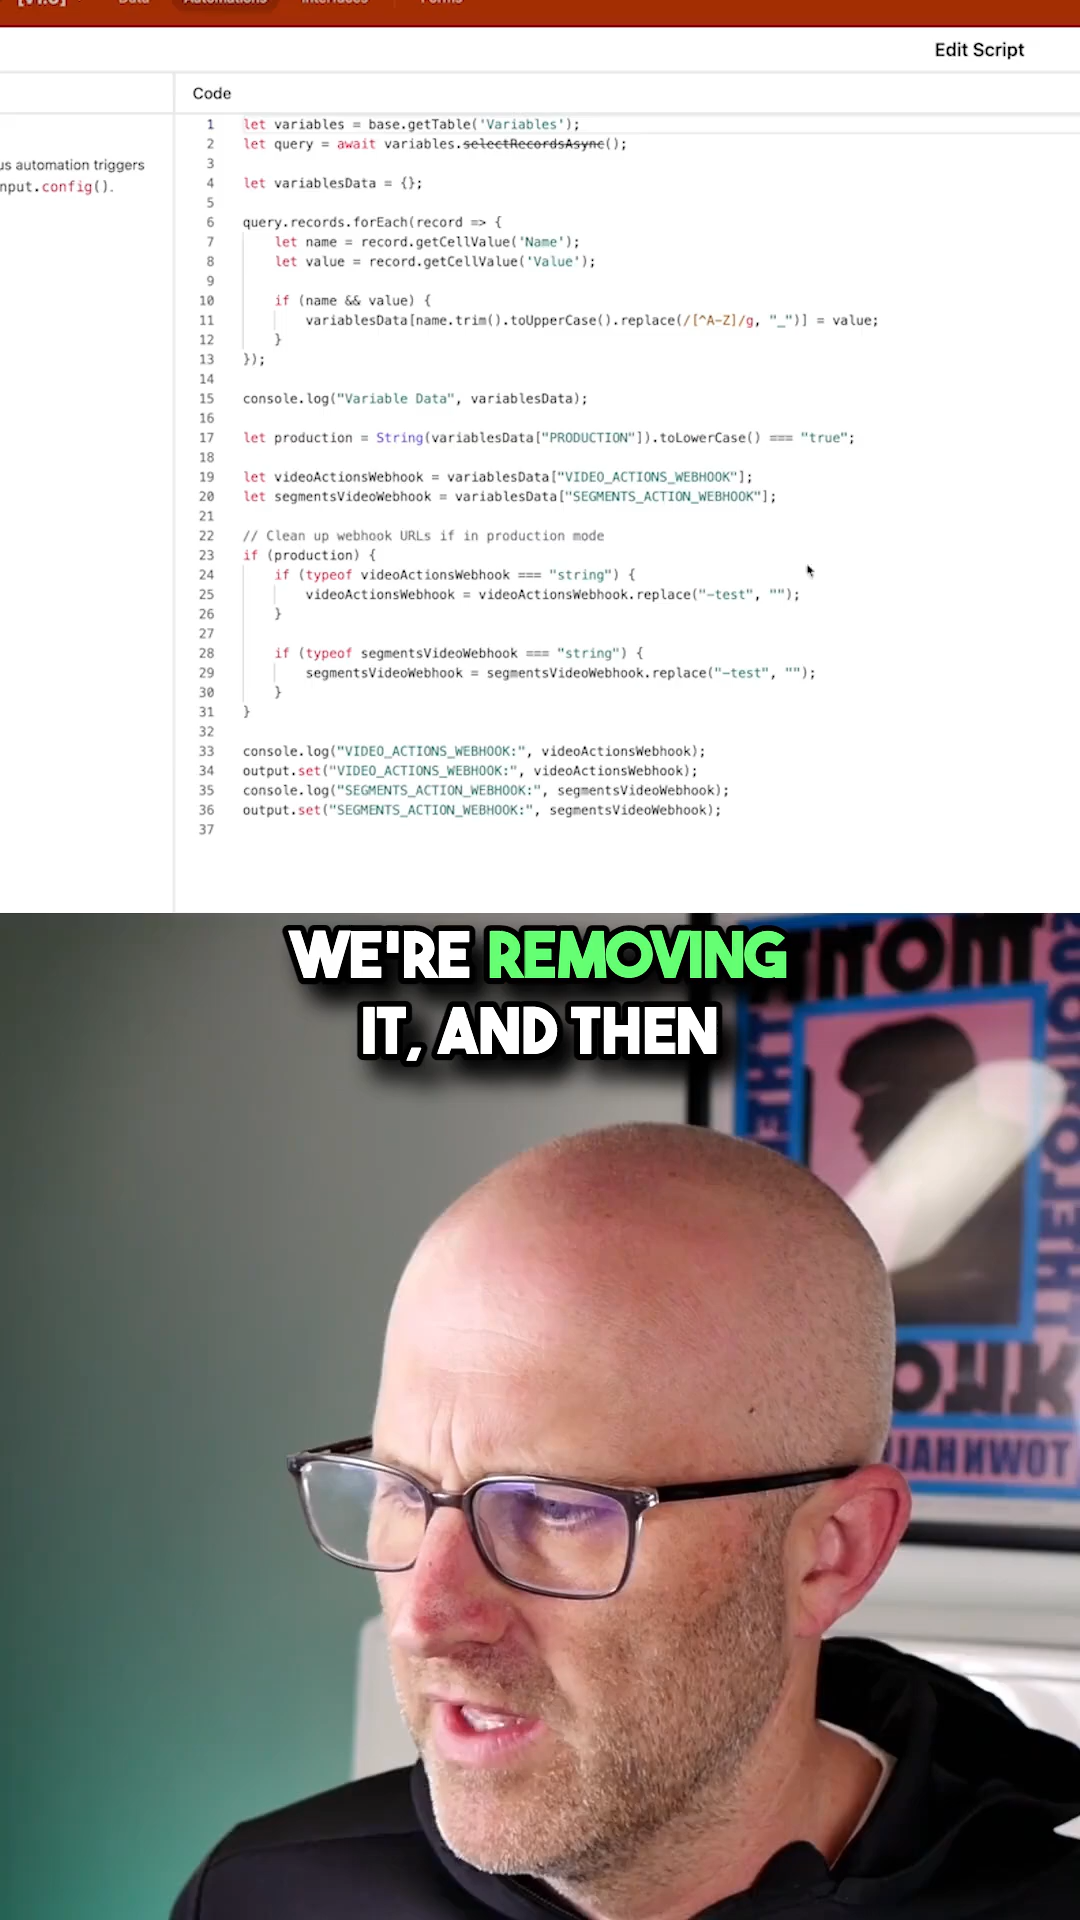 Data Automations Interfaces Forms
Edit Script
Code
us automation triggers
nput.config().
1 let variables = base.getTable('Variables');
2 let query = await variables.selectRecordsAsync();
3
4 let variablesData = {};
5
6 query.records.forEach(record => {
7 let name = record.getCellValue('Name');
8 let value = record.getCellValue('Value');
9
10 if (name && value) {
11 variablesData[name.trim().toUpperCase().replace(/[^A-Z]/g, "_")] = value;
12 }
13 });
14
15 console.log("Variable Data", variablesData);
16
17 let production = String(variablesData["PRODUCTION"]).toLowerCase() === "true";
18
19 let videoActionsWebhook = variablesData["VIDEO_ACTIONS_WEBHOOK"];
20 let segmentsVideoWebhook = variablesData["SEGMENTS_ACTION_WEBHOOK"];
21
22 // Clean up webhook URLs if in production mode
23 if (production) {
24 if (typeof videoActionsWebhook === "string") {
25 videoActionsWebhook = videoActionsWebhook.replace("-test", "");
26 }
27
28 if (typeof segmentsVideoWebhook === "string") {
29 segmentsVideoWebhook = segmentsVideoWebhook.replace("-test", "");
30 }
31 }
32
33 console.log("VIDEO_ACTIONS_WEBHOOK:", videoActionsWebhook);
34 output.set("VIDEO_ACTIONS_WEBHOOK:", videoActionsWebhook);
35 console.log("SEGMENTS_ACTION_WEBHOOK:", segmentsVideoWebhook);
36 output.set("SEGMENTS_ACTION_WEBHOOK:", segmentsVideoWebhook);
37
WE'RE REMOVING
IT, AND THEN